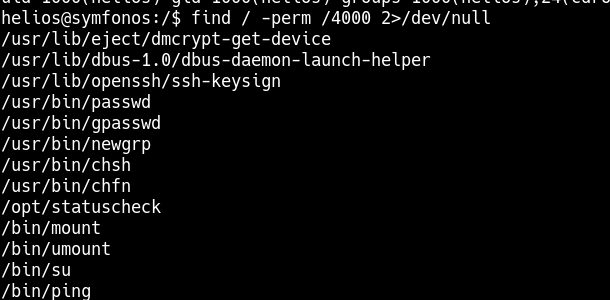 helios@symfonos:/$ find / -perm /4000 2>/dev/null
/usr/lib/eject/dmcrypt-get-device
/usr/lib/dbus-1.0/dbus-daemon-launch-helper
/usr/lib/openssh/ssh-keysign
/usr/bin/passwd
/usr/bin/gpasswd
/usr/bin/newgrp
/usr/bin/chsh
/usr/bin/chfn
/opt/statuscheck
/bin/mount
/bin/umount
/bin/su
/bin/ping